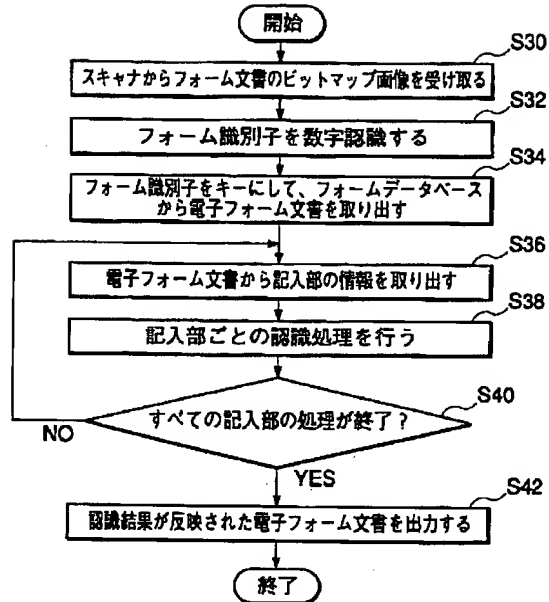 開始
S30
スキャナからフォーム文書のビットマップ画像を受け取る
S32
フォーム識別子を数字認識する
S34
フォーム識別子をキーにして、フォームデータベース
から電子フォーム文書を取り出す
S36
電子フォーム文書から記入部の情報を取り出す
S38
記入部ごとの認識処理を行う
S40
すべての記入部の処理が終了？
NO
YES
S42
認識結果が反映された電子フォーム文書を出力する
終了